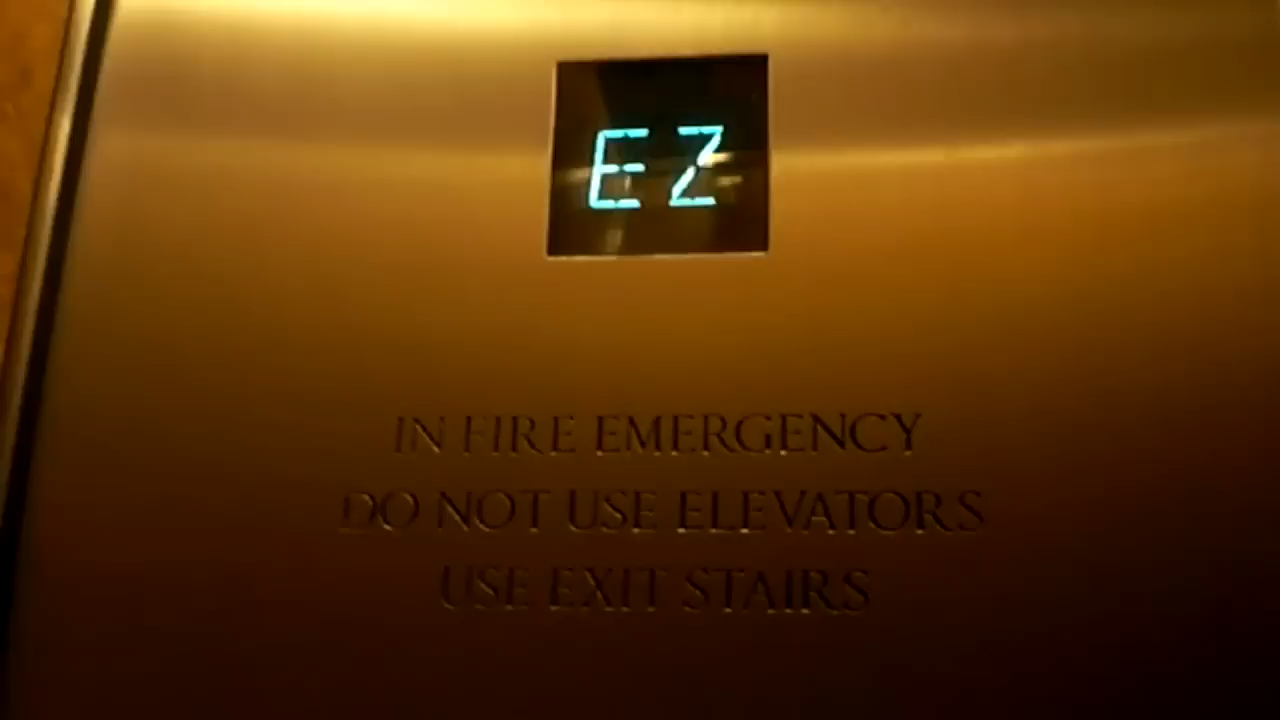 EZ
IN FIRE EMERGENCY
DO NOT USE ELEVATORS
USE EXIT STAIRS